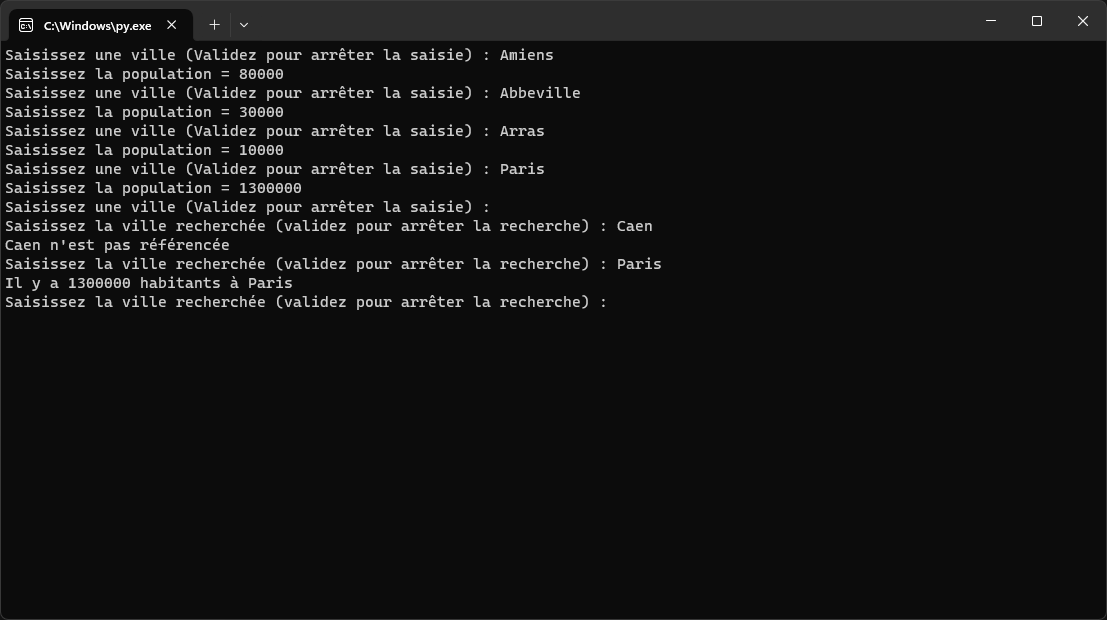 C:\Windows\py.exe
Saisissez une ville (Validez pour arrêter la saisie) : Amiens
Saisissez la population = 80000
Saisissez une ville (Validez pour arrêter la saisie) : Abbeville
Saisissez la population = 30000
Saisissez une ville (Validez pour arrêter la saisie) : Arras
Saisissez la population = 10000
Saisissez une ville (Validez pour arrêter la saisie) : Paris
Saisissez la population = 1300000
Saisissez une ville (Validez pour arrêter la saisie) :
Saisissez la ville recherchée (validez pour arrêter la recherche) : Caen
Caen n'est pas référencée
Saisissez la ville recherchée (validez pour arrêter la recherche) : Paris
Il y a 1300000 habitants à Paris
Saisissez la ville recherchée (validez pour arrêter la recherche) :